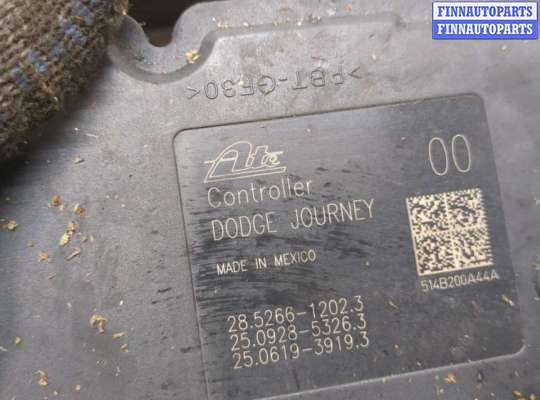 FINNAUTOPARTS
FINNAUTOPARTS
>PBT-GF30<
Ate
00
Controller
DODGE JOURNEY
MADE IN MEXICO
514B200A44A
28.5266-1202.3
25.0928-5326.3
25.0619-3919.3